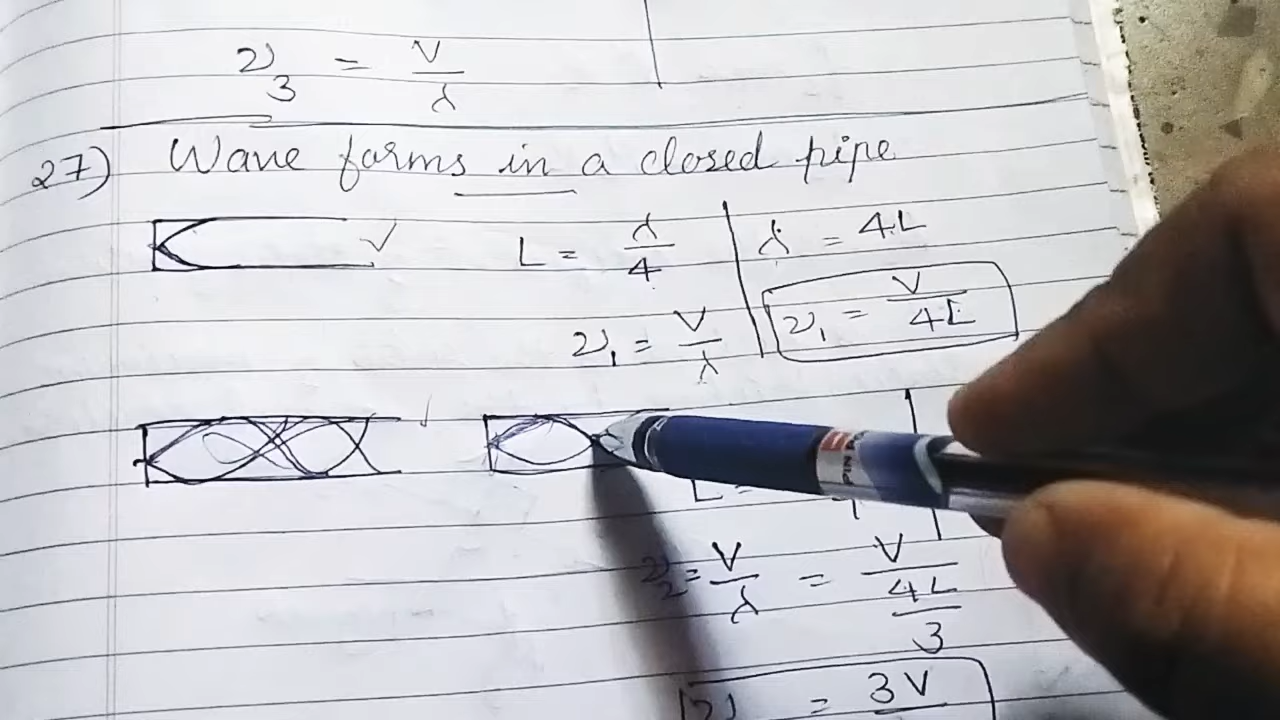 ν₃ = V/λ
27) Wave forms in a closed pipe
L = λ/4 λ = 4L
ν₁ = V/λ ν₁ = V/4L
L =
ν₂ = V/λ = V/(4L/3)
ν = 3V